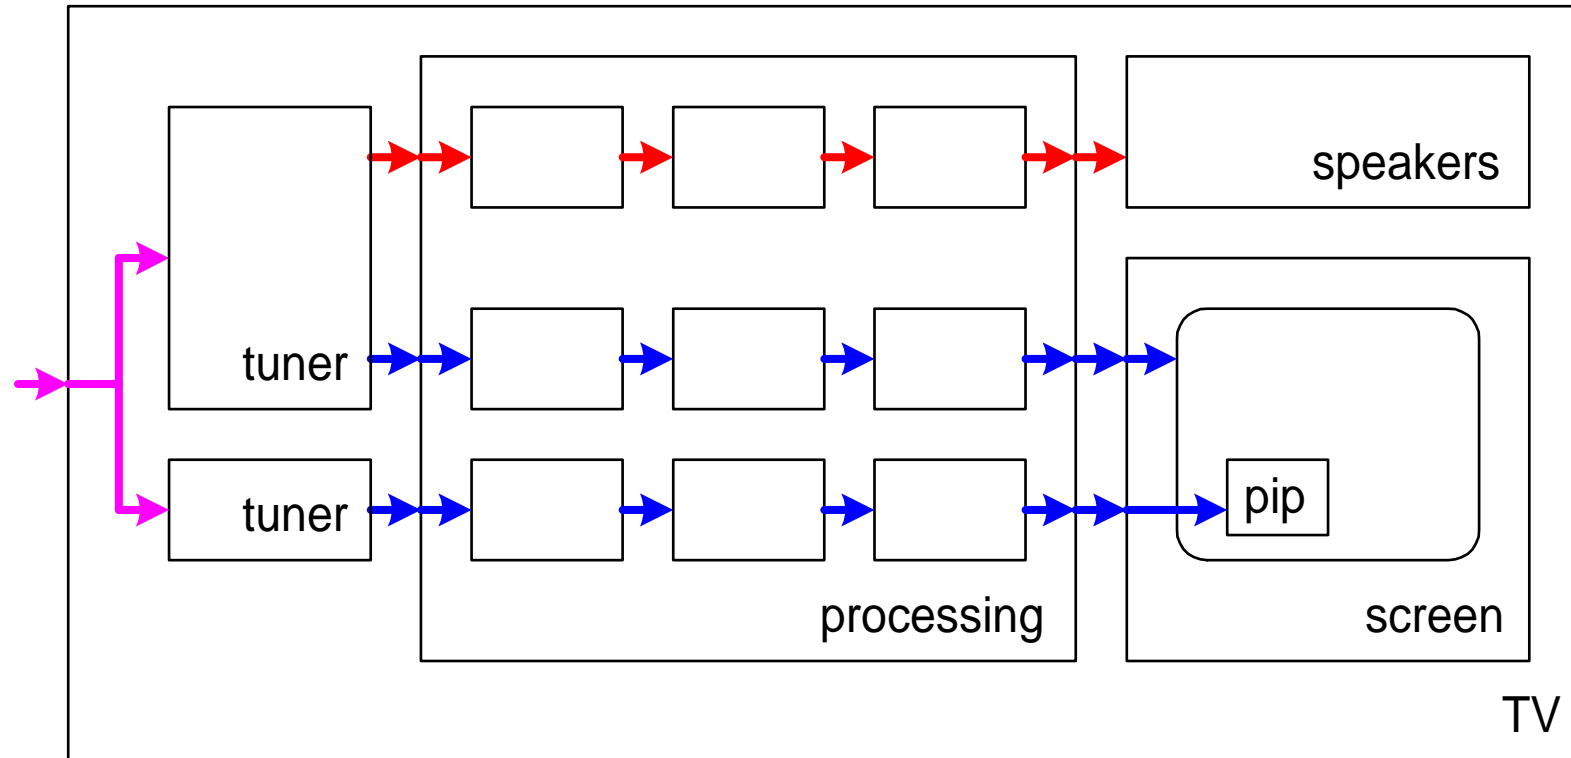 speakers
tuner
tuner
pip
processing
screen
TV